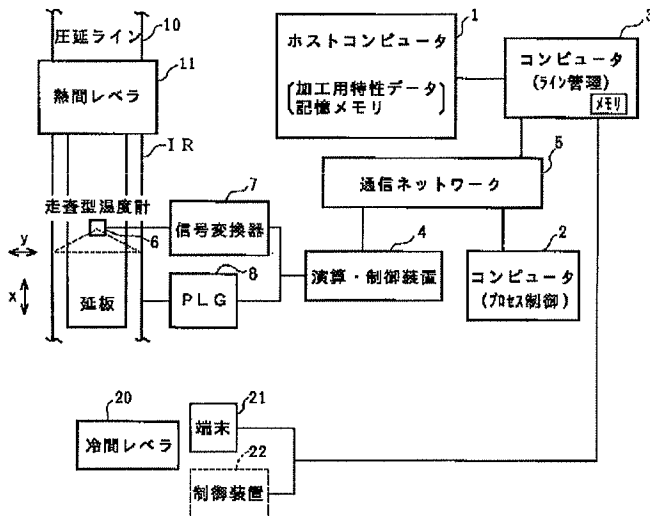 圧延ライン
10
熱間レベラ
11
IR
走査型温度計
6
y
x
延板
7
信号変換器
8
PLG
1
ホストコンピュータ
加工用特性データ
記憶メモリ
3
コンピュータ
(ライン管理)
メモリ
5
通信ネットワーク
4
演算・制御装置
2
コンピュータ
(プロセス制御)
20
冷間レベラ
21
端末
22
制御装置